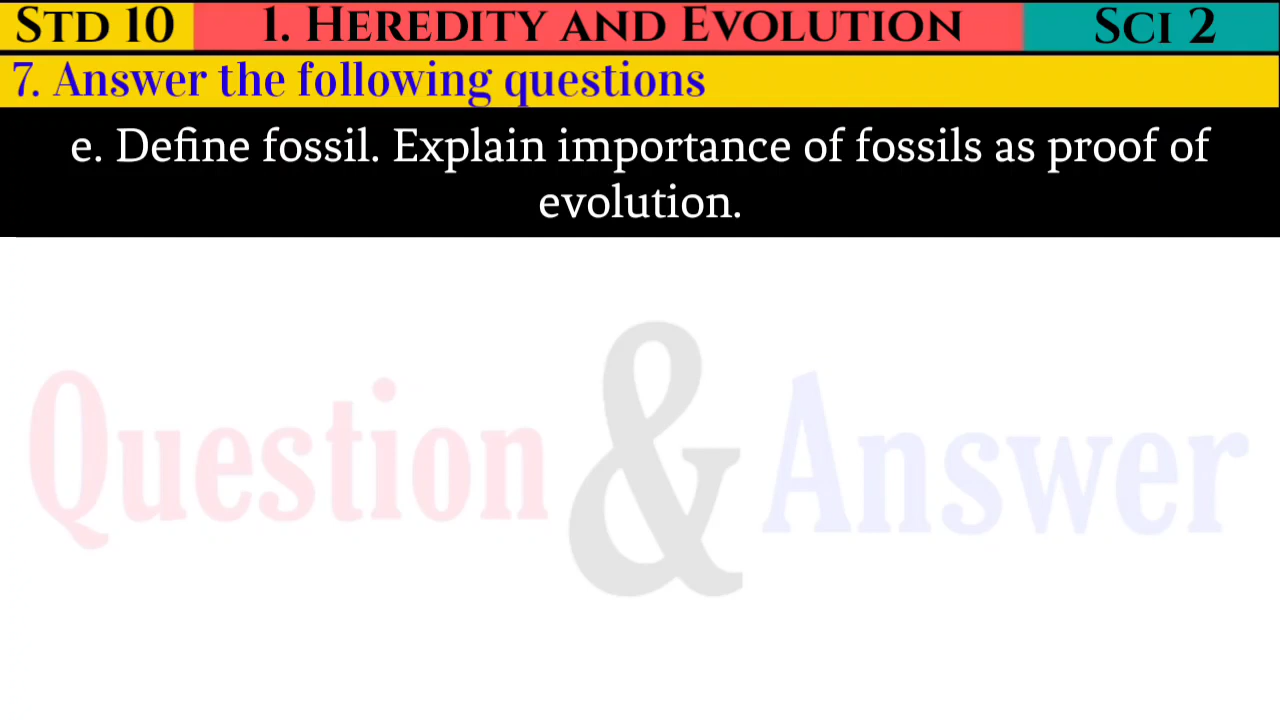 STD 10 1. HEREDITY AND EVOLUTION SCI 2
7. Answer the following questions
e. Define fossil. Explain importance of fossils as proof of
evolution.
Question & Answer